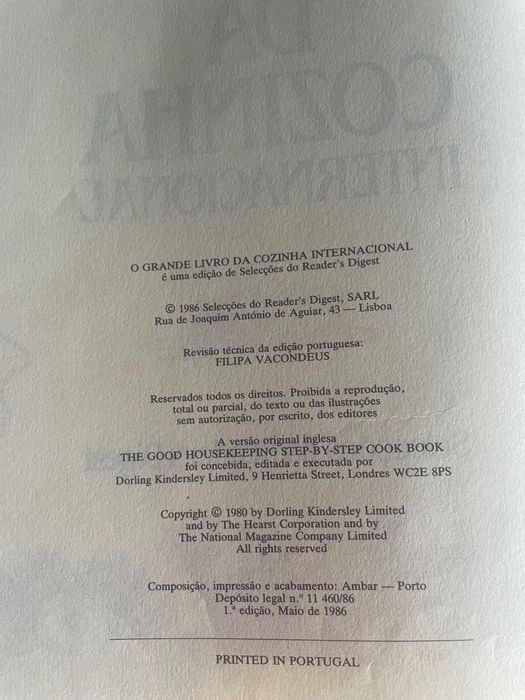 DA
COZINHA
INTERNACIONAL
O GRANDE LIVRO DA COZINHA INTERNACIONAL
é uma edição de Selecções do Reader's Digest
© 1986 Selecções do Reader's Digest, SARL
Rua de Joaquim António de Aguiar, 43 — Lisboa
Revisão técnica da edição portuguesa:
FILIPA VACONDEUS
Reservados todos os direitos. Proibida a reprodução,
total ou parcial, do texto ou das ilustrações
sem autorização, por escrito, dos editores
A versão original inglesa
THE GOOD HOUSEKEEPING STEP-BY-STEP COOK BOOK
foi concebida, editada e executada por
Dorling Kindersley Limited, 9 Henrietta Street, Londres WC2E 8PS
Copyright © 1980 by Dorling Kindersley Limited
and by The Hearst Corporation and by
The National Magazine Company Limited
All rights reserved
Composição, impressão e acabamento: Ambar — Porto
Depósito legal n.º 11 460/86
1.ª edição, Maio de 1986
PRINTED IN PORTUGAL